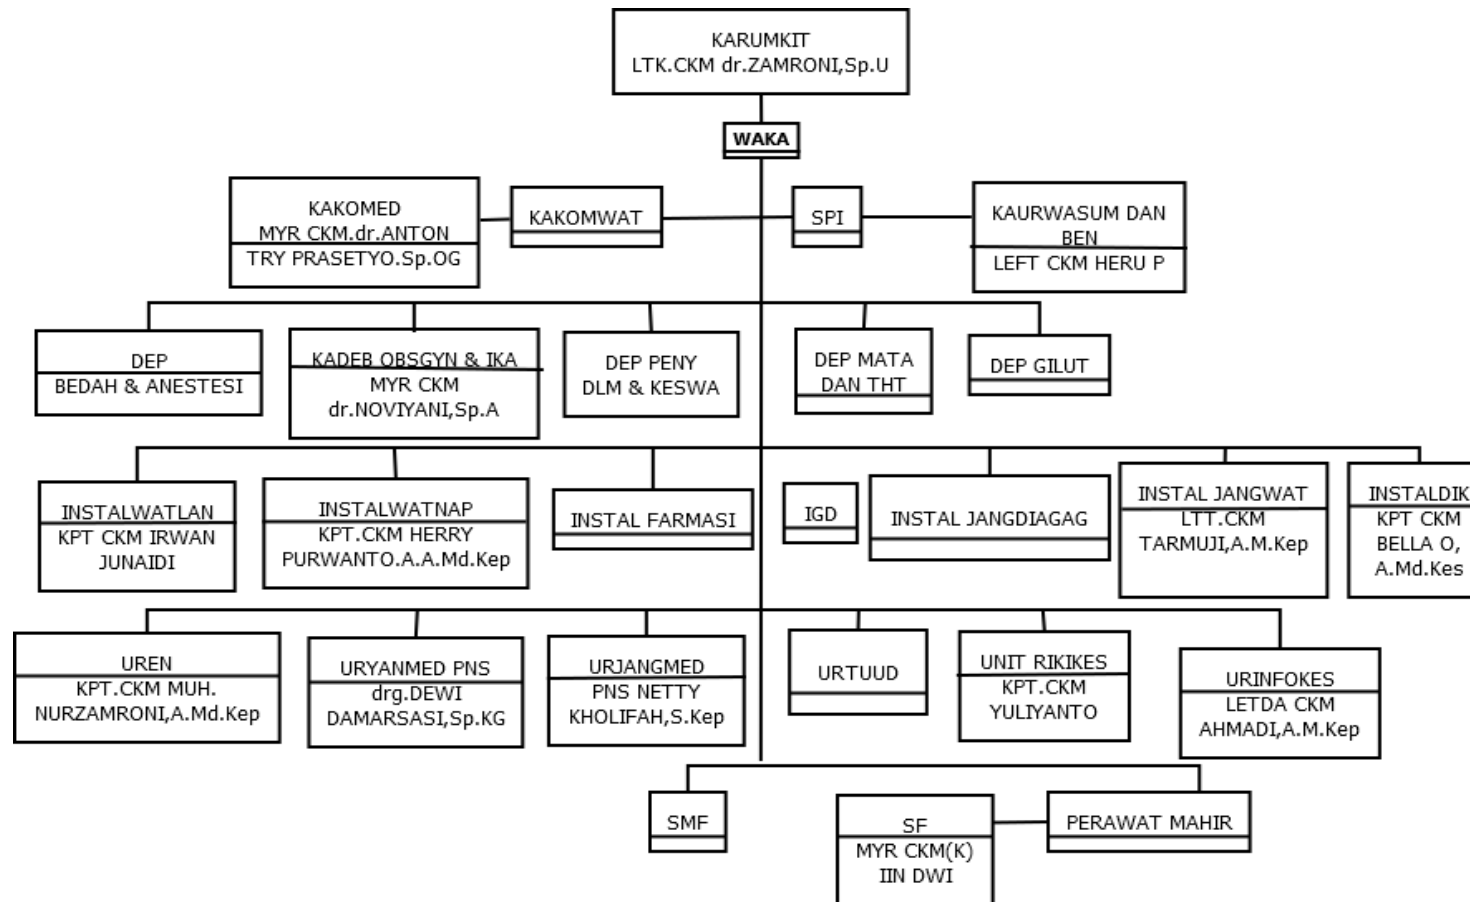 KARUMKIT
LTK.CKM dr.ZAMRONI,Sp.U
WAKA
KAKOMED
MYR CKM.dr.ANTON
TRY PRASETYO.Sp.OG
KAKOMWAT
SPI
KAURWASUM DAN
BEN
LEFT CKM HERU P
DEP
BEDAH & ANESTESI
KADEB OBSGYN & IKA
MYR CKM
dr.NOVIYANI,Sp.A
DEP PENY
DLM & KESWA
DEP MATA
DAN THT
DEP GILUT
INSTALWATLAN
KPT CKM IRWAN
JUNAIDI
INSTALWATNAP
KPT.CKM HERRY
PURWANTO.A.A.Md.Kep
INSTAL FARMASI
IGD
INSTAL JANGDIAGAG
INSTAL JANGWAT
LTT.CKM
TARMUJI,A.M.Kep
INSTALDIK
KPT CKM
BELLA O,
A.Md.Kes
UREN
KPT.CKM MUH.
NURZAMRONI,A.Md.Kep
URYANMED PNS
drg.DEWI
DAMARSASI,Sp.KG
URJANGMED
PNS NETTY
KHOLIFAH,S.Kep
URTUUD
UNIT RIKIKES
KPT.CKM
YULIYANTO
URINFOKES
LETDA CKM
AHMADI,A.M.Kep
SMF
SF
MYR CKM(K)
IIN DWI
PERAWAT MAHIR